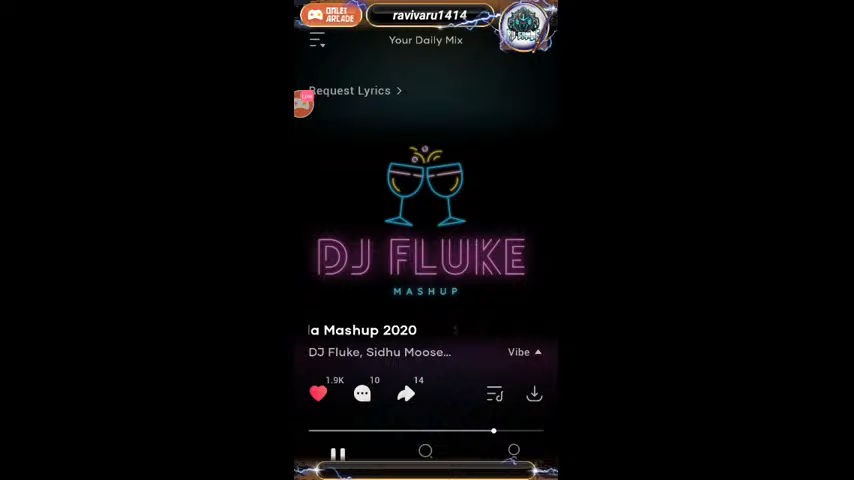 OMLET
ARCADE
ravivaru1414
Your Daily Mix
Request Lyrics >
Live
DJ FLUKE
MASHUP
a Mashup 2020
DJ Fluke, Sidhu Moose...
Vibe
1.9K
10
14